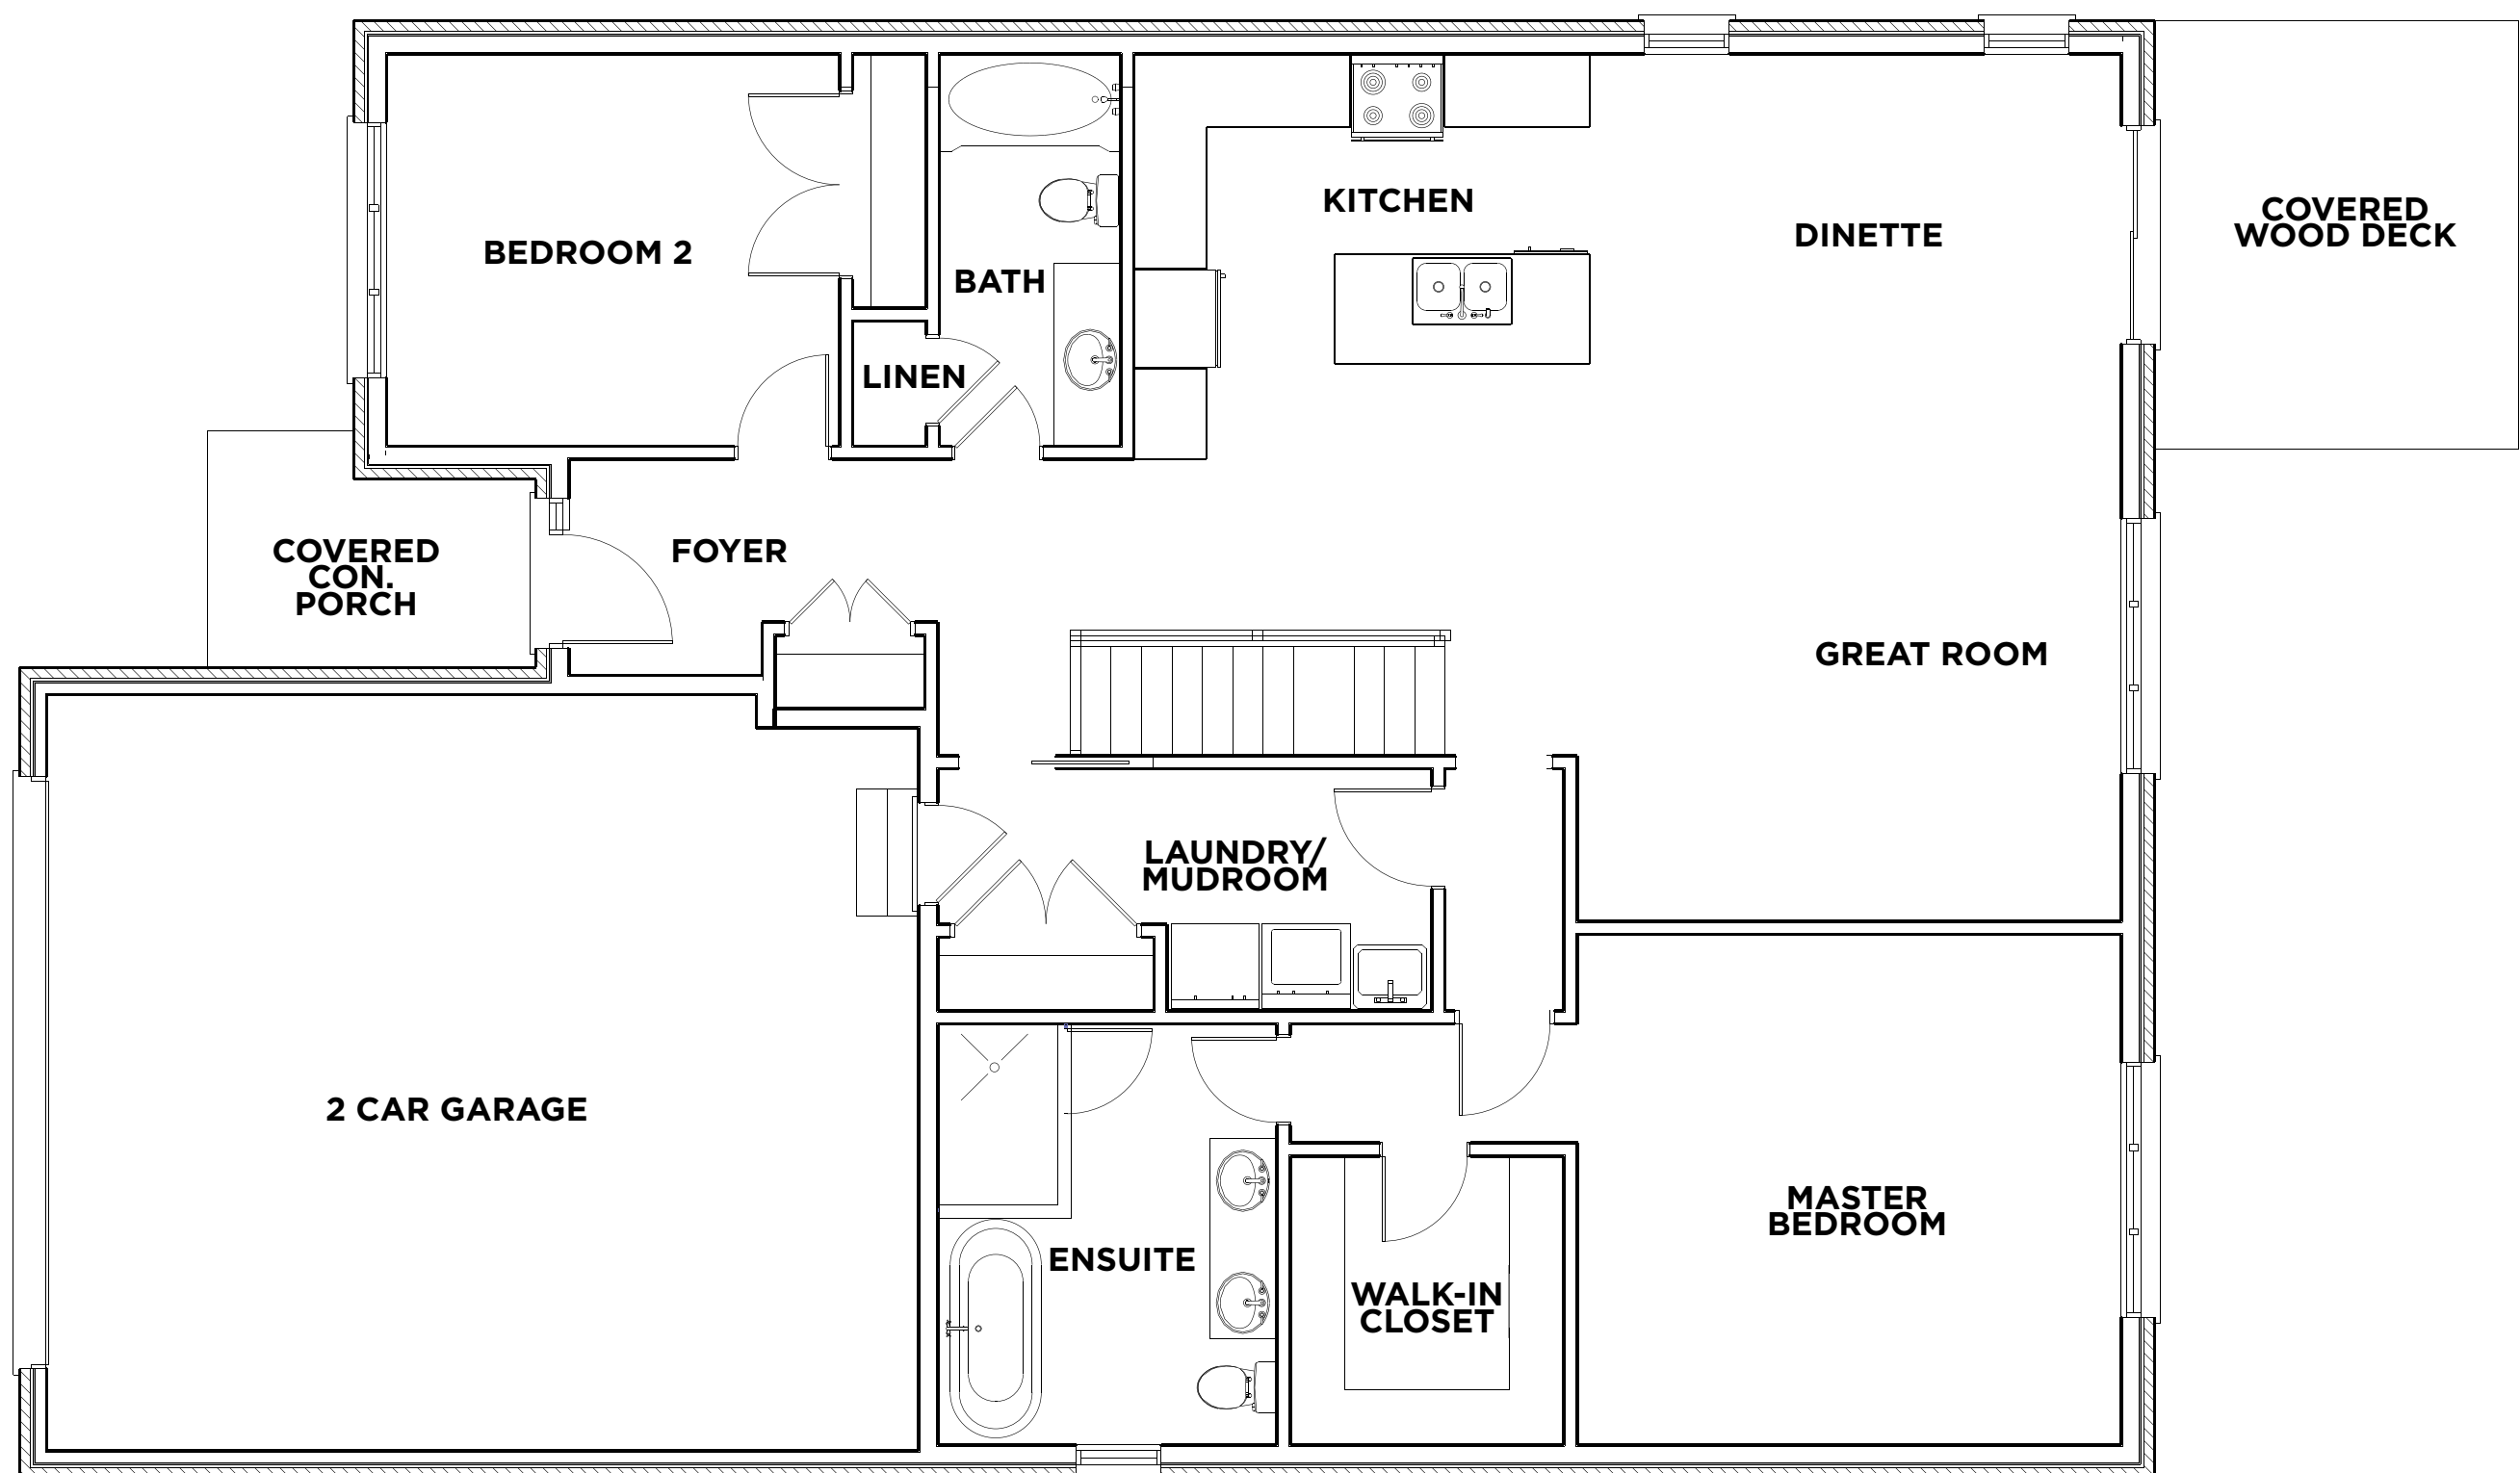 COVERED
WOOD DECK
KITCHEN
DINETTE
BEDROOM 2
BATH
LINEN
COVERED
CON.
PORCH
FOYER
GREAT ROOM
LAUNDRY/
MUDROOM
2 CAR GARAGE
MASTER
BEDROOM
ENSUITE
WALK-IN
CLOSET